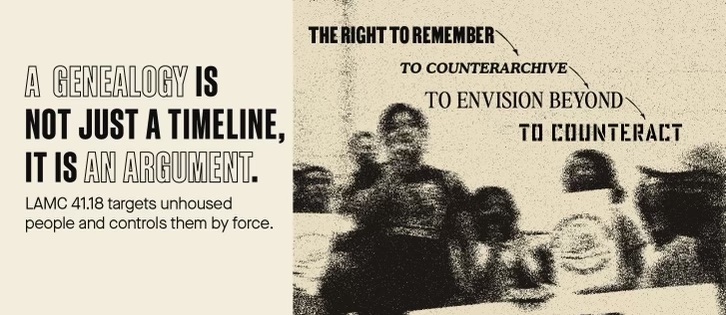 A GENEALOGY IS
NOT JUST A TIMELINE,
IT IS AN ARGUMENT.
LAMC 41.18 targets unhoused
people and controls them by force.
THE RIGHT TO REMEMBER
TO COUNTERARCHIVE
TO ENVISION BEYOND
TO COUNTERACT